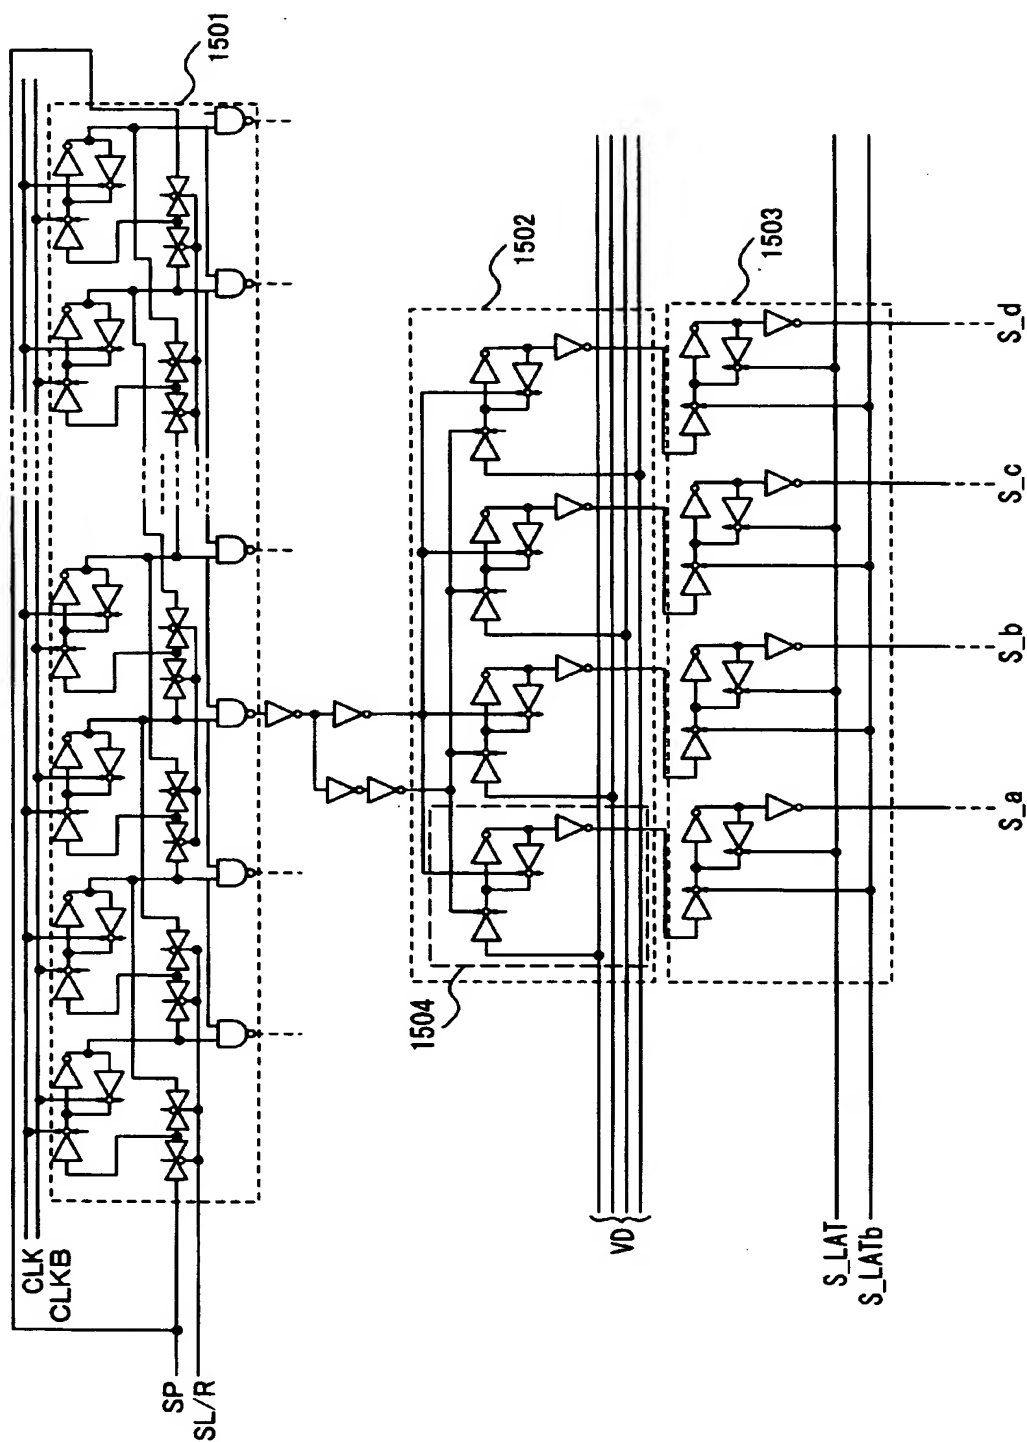 1501
CLK
CLKB
SP
SL/R
1502
1504
VD
1503
S_LAT
S_LATb
S_a
S_b
S_c
S_d